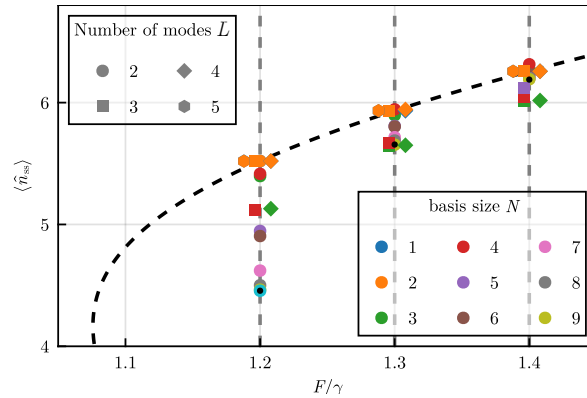 Number of modes L
2 4
3 5
6
5
4
⟨n̂ss⟩
basis size N
1 4 7
2 5 8
3 6 9
1.1 1.2 1.3 1.4
F/γ